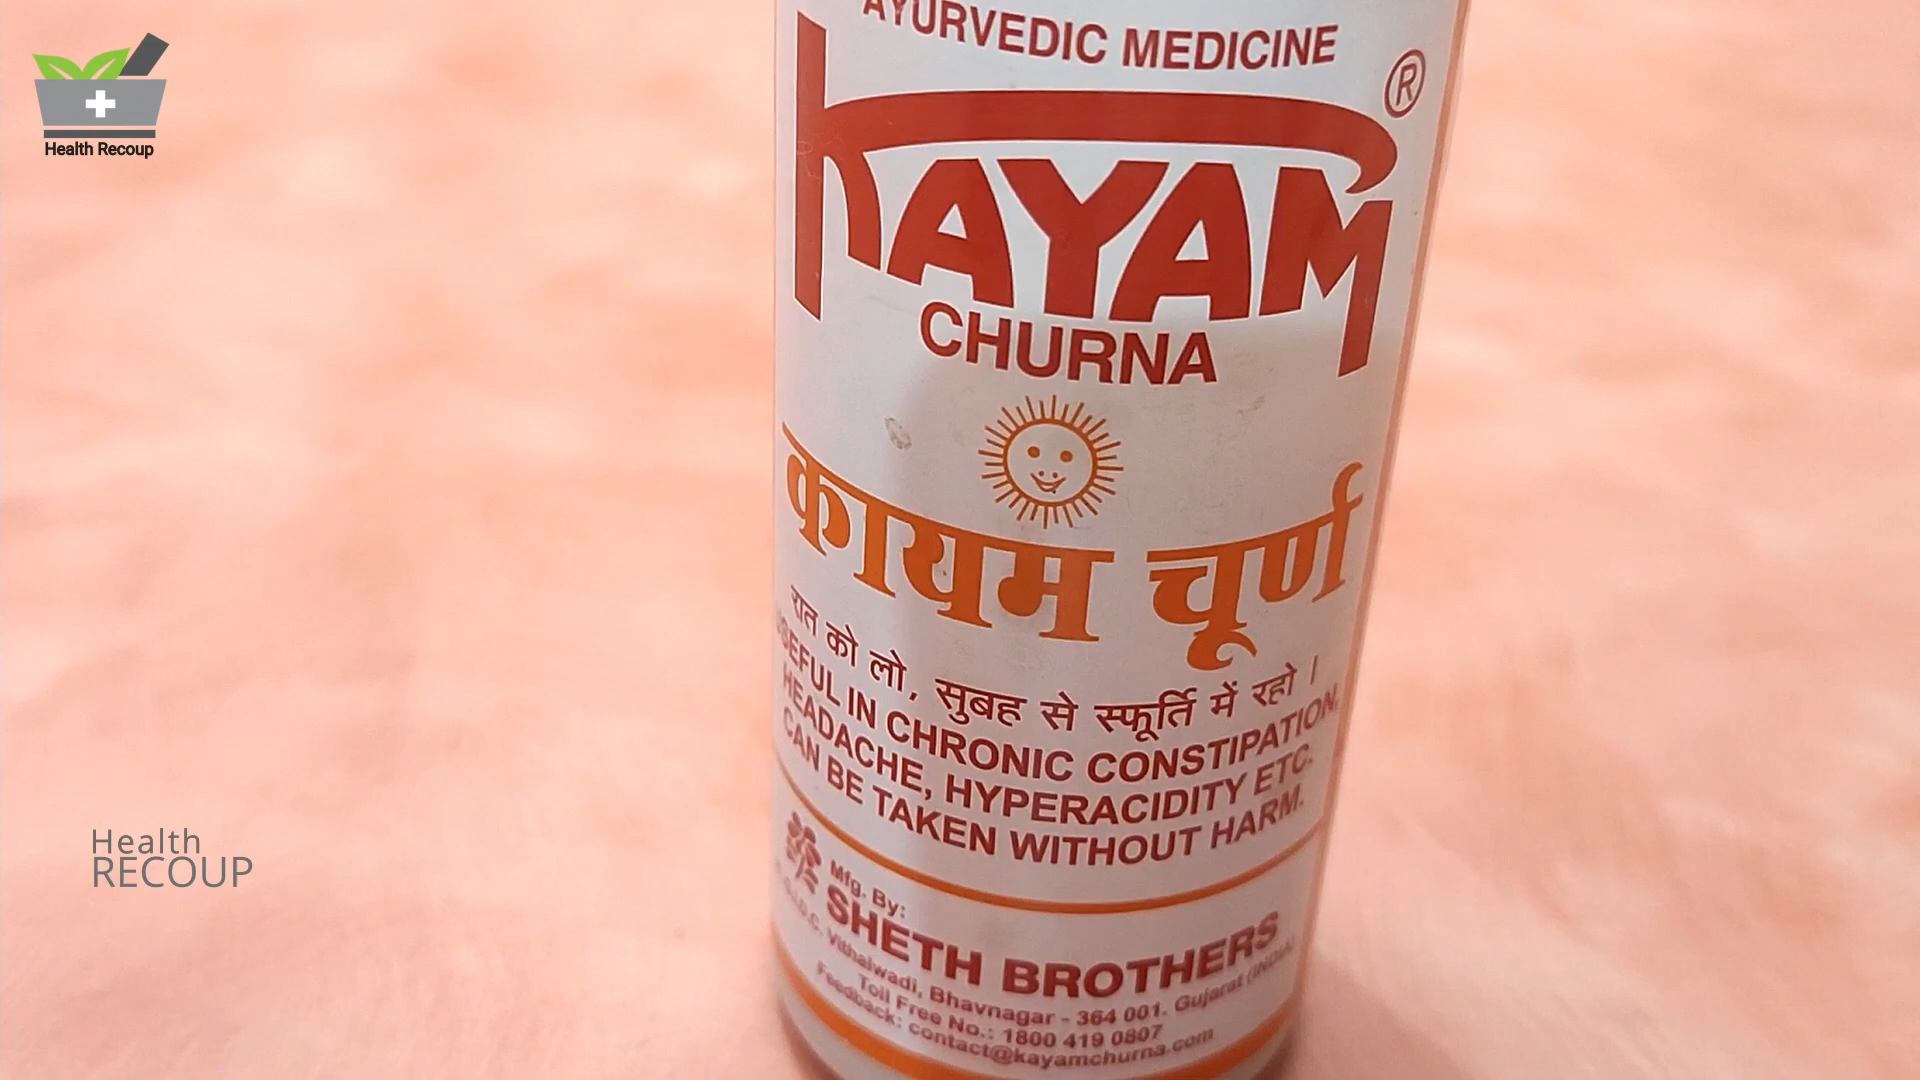 Health Recoup
AYURVEDIC MEDICINE
KAYAM ®
CHURNA
कायम चूर्ण
रात को लो, सुबह से स्फूर्ति में रहो ।
USEFUL IN CHRONIC CONSTIPATION,
HEADACHE, HYPERACIDITY ETC.
CAN BE TAKEN WITHOUT HARM.
Mfg. By:
SHETH BROTHERS
Vithalwadi, Bhavnagar - 364 001. Gujarat (INDIA)
Toll Free No.: 1800 419 0807
Feedback: contact@kayamchurna.com
Health
RECOUP